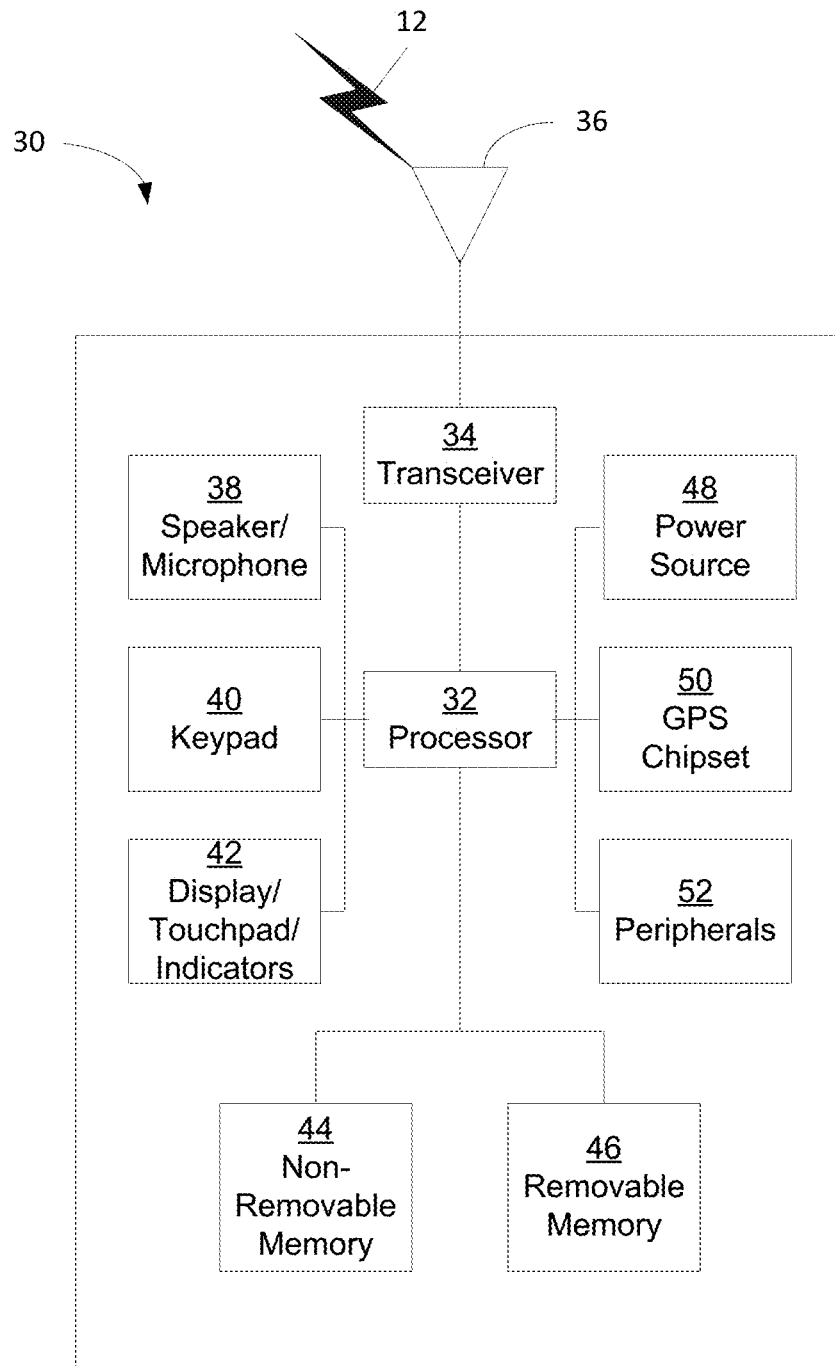 12
36
30
34
Transceiver
38
Speaker/
Microphone
48
Power
Source
40
Keypad
32
Processor
50
GPS
Chipset
42
Display/
Touchpad/
Indicators
52
Peripherals
44
Non-
Removable
Memory
46
Removable
Memory